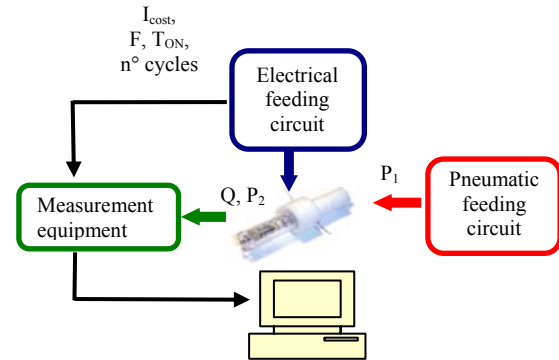 I_cost,
F, T_ON,
n° cycles
Electrical
feeding
circuit
P_1
Q, P_2
Pneumatic
feeding
circuit
Measurement
equipment